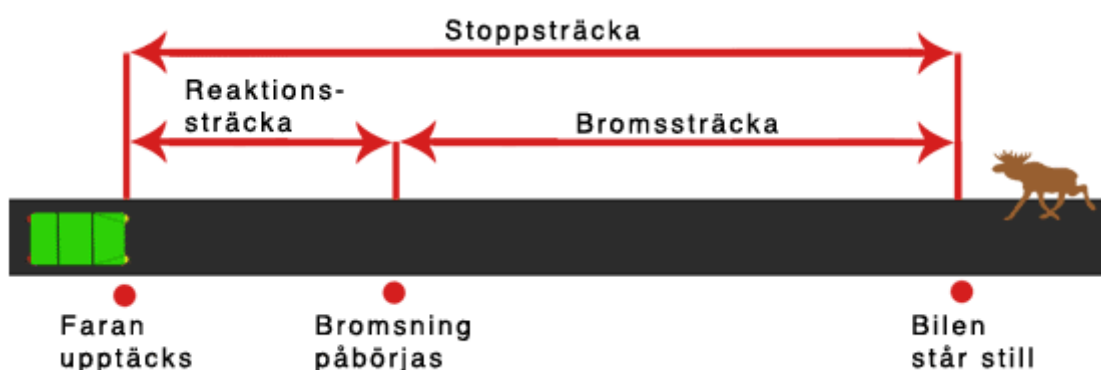 Stoppsträcka
Reaktions-
sträcka
Bromssträcka
Faran
upptäcks
Bromsning
påbörjas
Bilen
står still